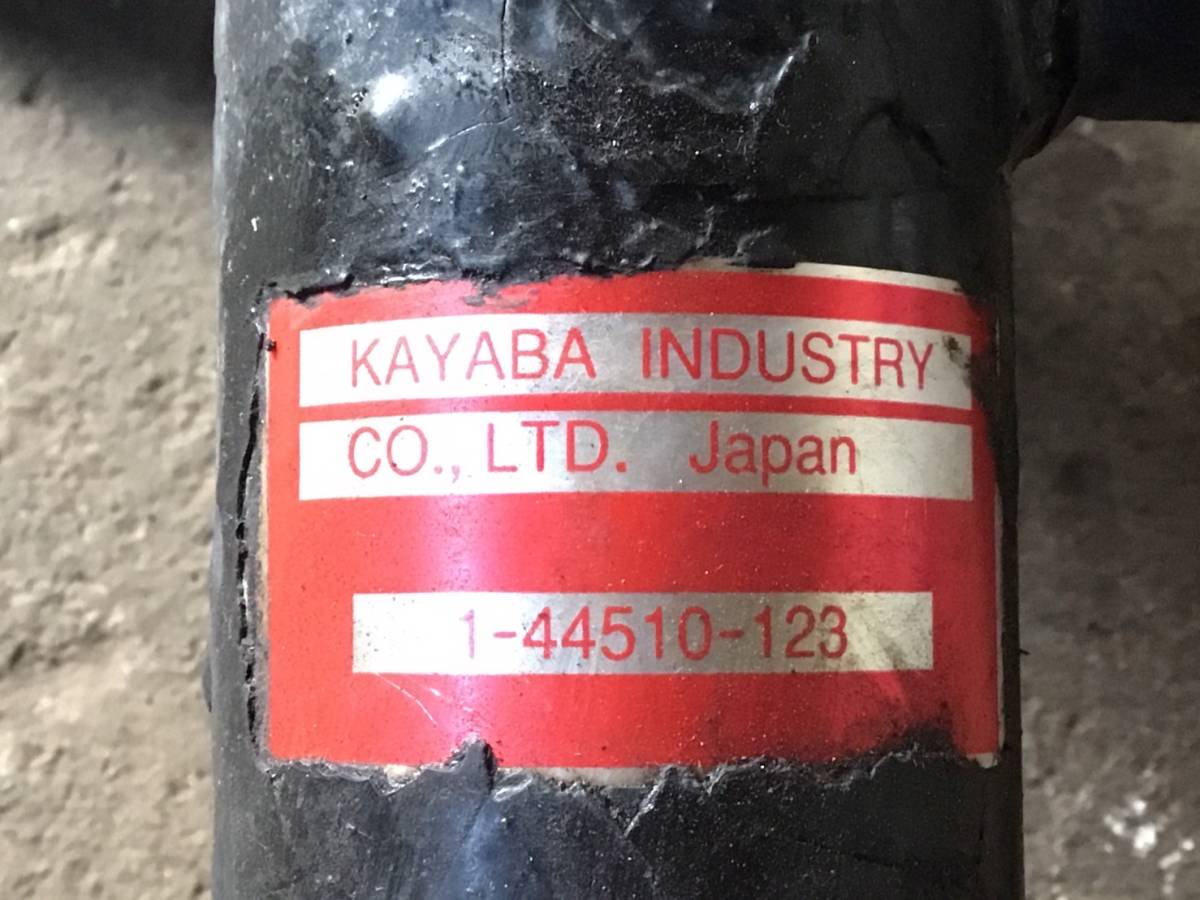 KAYABA INDUSTRY
CO., LTD. Japan
1-44510-123